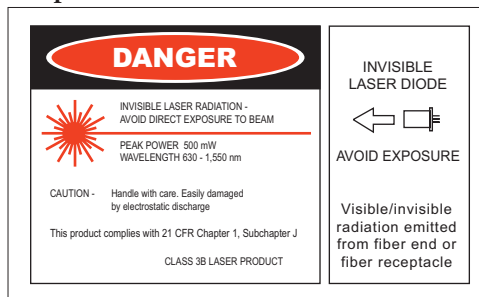 DANGER
INVISIBLE LASER RADIATION -
AVOID DIRECT EXPOSURE TO BEAM
PEAK POWER  500 mW
WAVELENGTH 630 - 1,550 nm
CAUTION -  Handle with care. Easily damaged
by electrostatic discharge
This product complies with 21 CFR Chapter 1, Subchapter J
CLASS 3B LASER PRODUCT
INVISIBLE
LASER DIODE
AVOID EXPOSURE
Visible/invisible
radiation emitted
from fiber end or
fiber receptacle